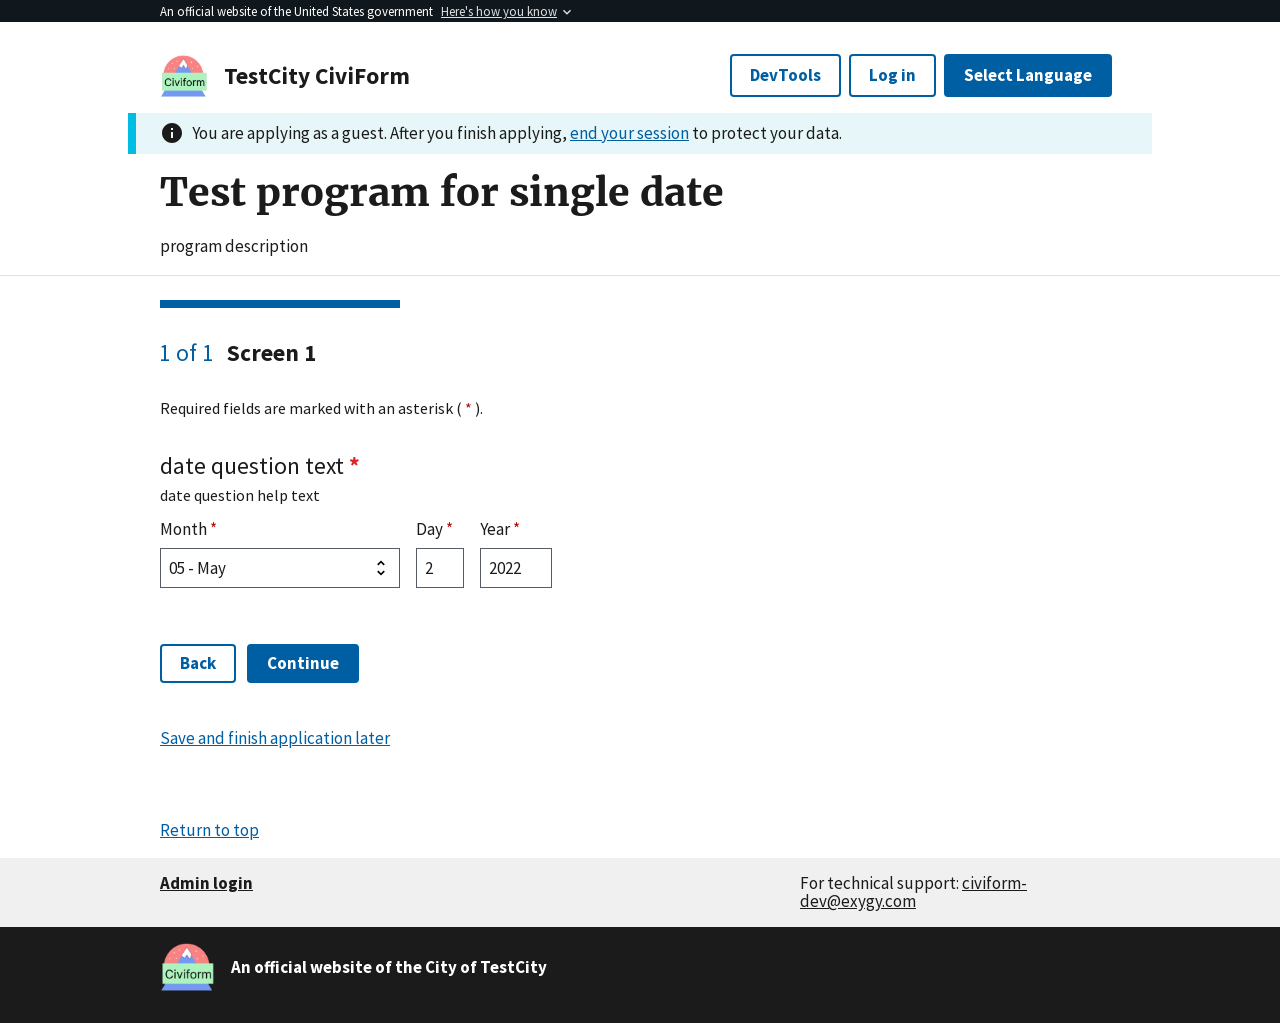 An official website of the United States government Here's how you know
Civiform
TestCity CiviForm
DevTools
Log in
Select Language
You are applying as a guest. After you finish applying, end your session to protect your data.
Test program for single date
program description
1 of 1 Screen 1
Required fields are marked with an asterisk ( * ).
date question text *
date question help text
Month * Day * Year *
05 - May 2 2022
Back Continue
Save and finish application later
Return to top
Admin login
For technical support: civiform-
dev@exygy.com
Civiform
An official website of the City of TestCity